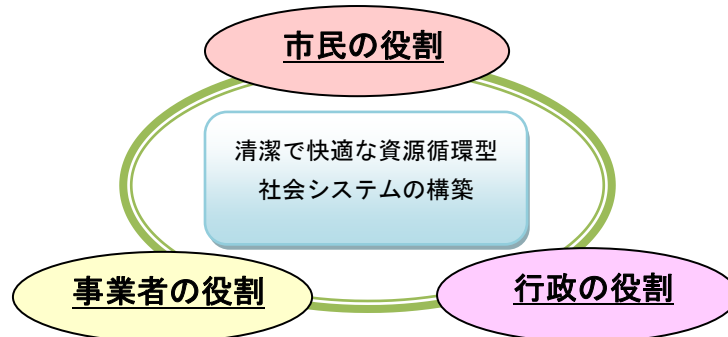 市民の役割
清潔で快適な資源循環型
社会システムの構築
事業者の役割
行政の役割